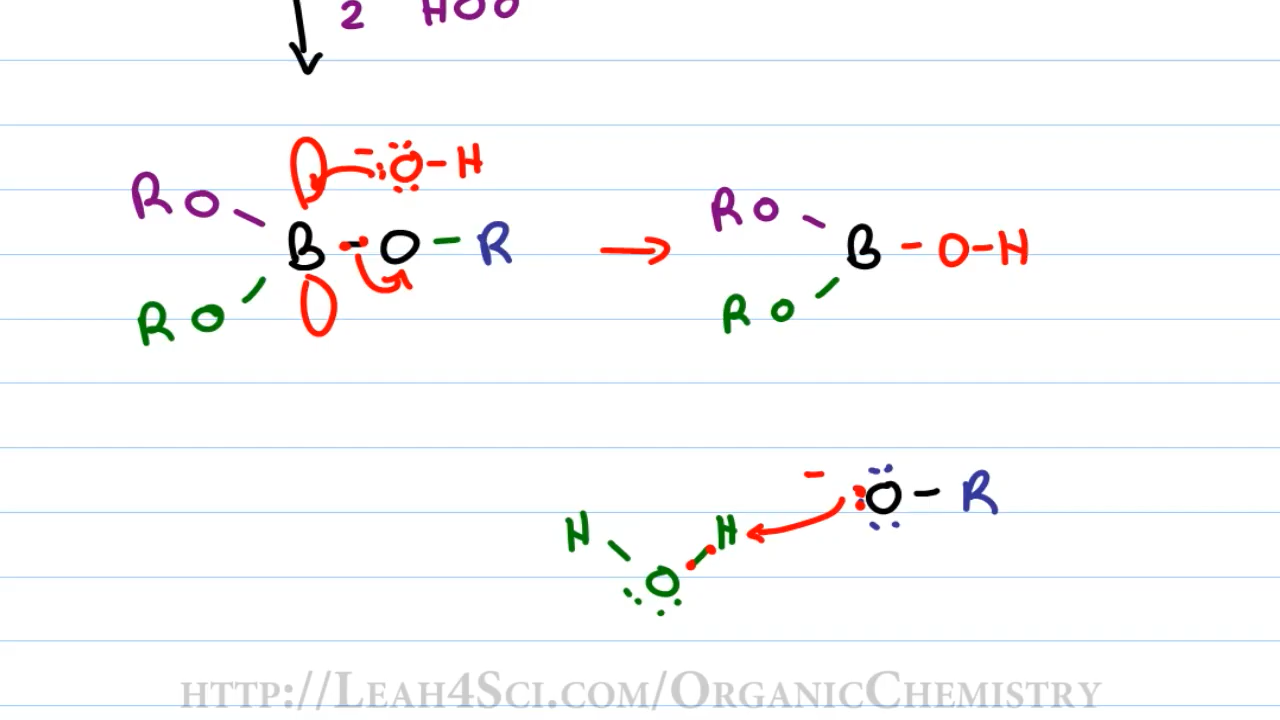 2 HOO
− :O−H
RO RO
B−O−R → B−O−H
RO RO
− :O−R
H H
O
HTTP://LEAH4SCI.COM/ORGANICCHEMISTRY